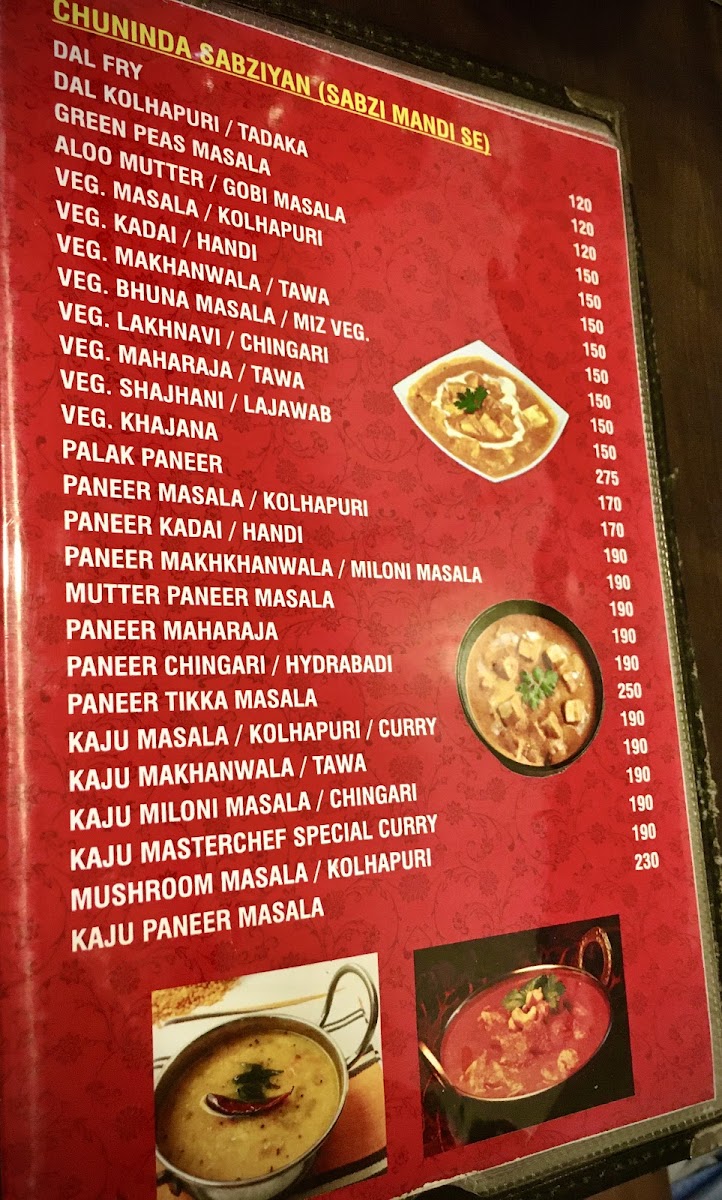 CHUNINDA SABZIYAN (SABZI MANDI SE)
DAL FRY 120
DAL KOLHAPURI / TADAKA 120
GREEN PEAS MASALA 120
ALOO MUTTER / GOBI MASALA 150
VEG. MASALA / KOLHAPURI 150
VEG. KADAI / HANDI 150
VEG. MAKHANWALA / TAWA 150
VEG. BHUNA MASALA / MIZ VEG. 150
VEG. LAKHNAVI / CHINGARI 150
VEG. MAHARAJA / TAWA 150
VEG. SHAJHANI / LAJAWAB 150
VEG. KHAJANA 275
PALAK PANEER 170
PANEER MASALA / KOLHAPURI 170
PANEER KADAI / HANDI 190
PANEER MAKHKHANWALA / MILONI MASALA 190
MUTTER PANEER MASALA 190
PANEER MAHARAJA 190
PANEER CHINGARI / HYDRABADI 190
PANEER TIKKA MASALA 250
KAJU MASALA / KOLHAPURI / CURRY 190
KAJU MAKHANWALA / TAWA 190
KAJU MILONI MASALA / CHINGARI 190
KAJU MASTERCHEF SPECIAL CURRY 190
MUSHROOM MASALA / KOLHAPURI 190
KAJU PANEER MASALA 230